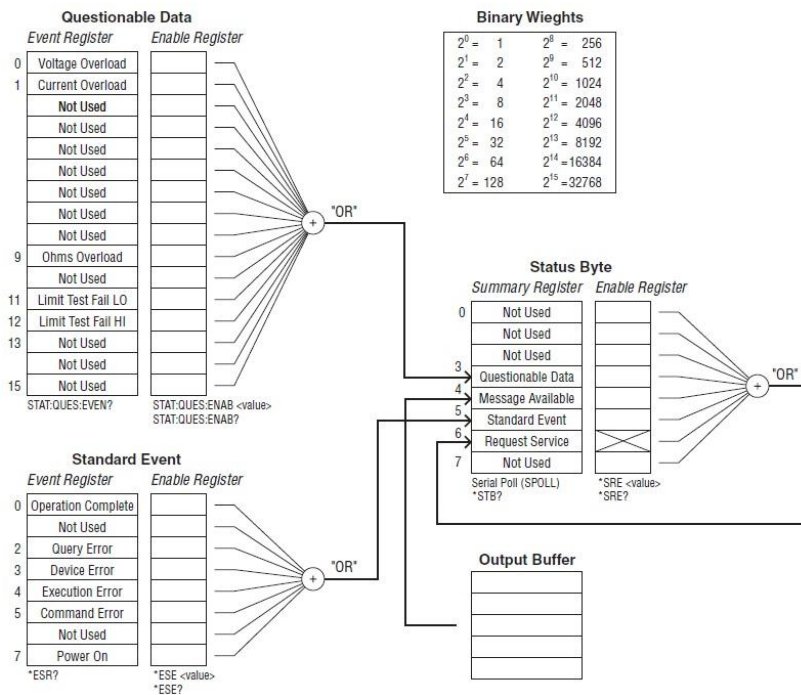 Questionable Data
Event Register Enable Register
0 Voltage Overload
1 Current Overload
Not Used
Not Used
Not Used
Not Used
Not Used
Not Used
Not Used
9 Ohms Overload
Not Used
11 Limit Test Fail LO
12 Limit Test Fail HI
13 Not Used
Not Used
15 Not Used
STAT:QUES:EVEN? STAT:QUES:ENAB <value>
STAT:QUES:ENAB?
+
"OR"
Binary Wieghts
2⁰ = 1 2⁸ = 256
2¹ = 2 2⁹ = 512
2² = 4 2¹⁰ = 1024
2³ = 8 2¹¹ = 2048
2⁴ = 16 2¹² = 4096
2⁵ = 32 2¹³ = 8192
2⁶ = 64 2¹⁴ =16384
2⁷ = 128 2¹⁵ =32768
Status Byte
Summary Register Enable Register
0 Not Used
Not Used
Not Used
3 Questionable Data
4 Message Available
5 Standard Event
6 Request Service
7 Not Used
Serial Poll (SPOLL) *SRE <value>
*STB? *SRE?
+
"OR"
Standard Event
Event Register Enable Register
0 Operation Complete
Not Used
2 Query Error
3 Device Error
4 Execution Error
5 Command Error
Not Used
7 Power On
*ESR? *ESE <value>
*ESE?
+
"OR"
Output Buffer